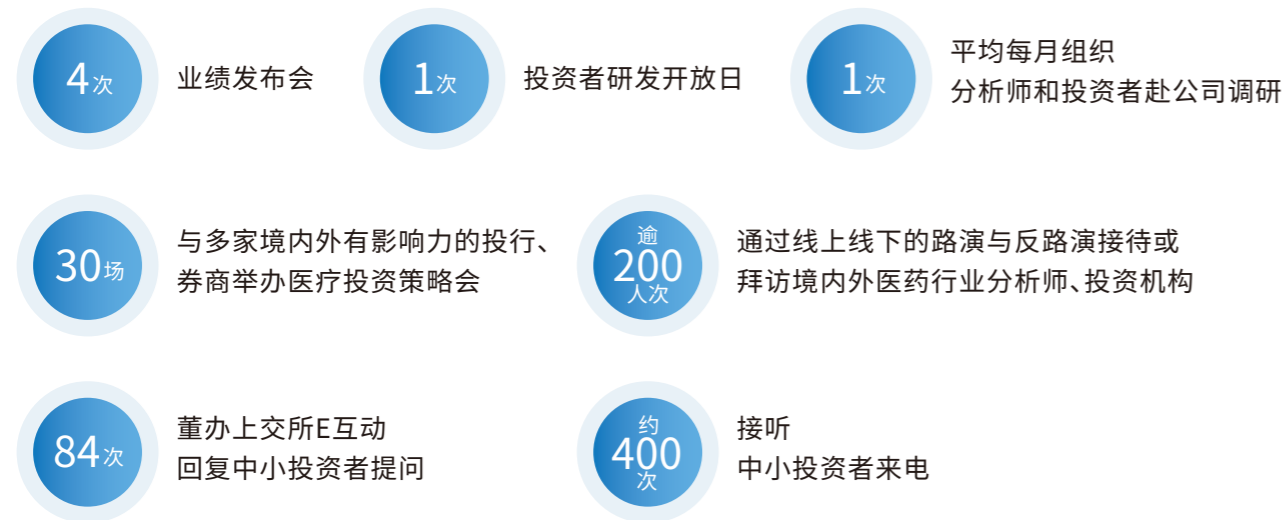 4次
业绩发布会
1次
投资者研发开放日
1次
平均每月组织
分析师和投资者赴公司调研
30场
与多家境内外有影响力的投行、
券商举办医疗投资策略会
逾
200
人次
通过线上线下的路演与反路演接待或
拜访境内外医药行业分析师、投资机构
84次
董办上交所E互动
回复中小投资者提问
约
400
次
接听
中小投资者来电